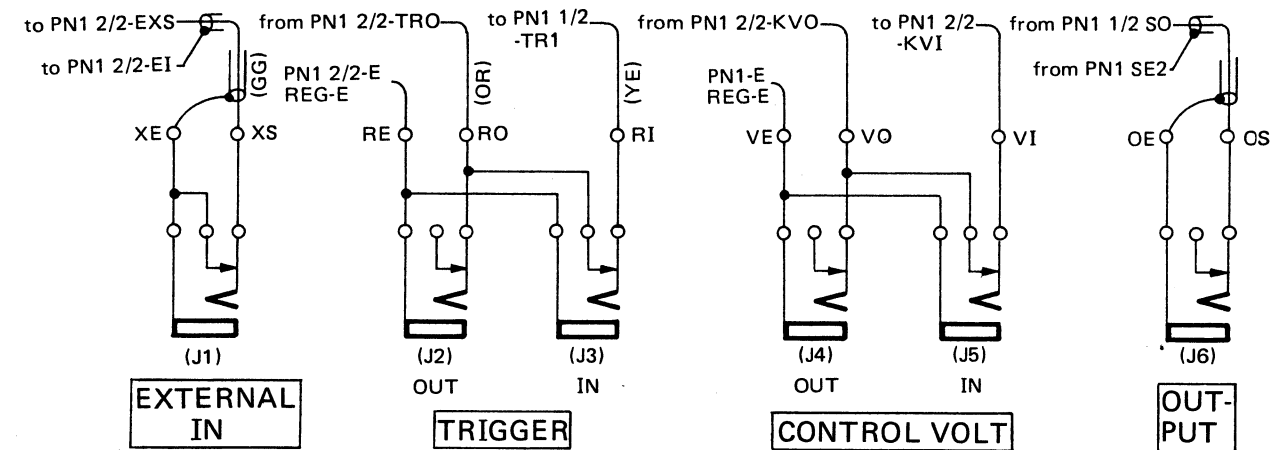 to PN1 2/2-EXS
to PN1 2/2-EI
(GG)
XE
XS
(J1)
EXTERNAL
IN
from PN1 2/2-TRO
PN1 2/2-E
REG-E
(OR)
RE
RO
to PN1 1/2
-TR1
(YE)
RI
(J2)
OUT
(J3)
IN
TRIGGER
from PN1 2/2-KVO
PN1-E
REG-E
VE
VO
to PN1 2/2
-KVI
VI
(J4)
OUT
(J5)
IN
CONTROL VOLT
from PN1 1/2 SO
from PN1 SE2
OE
OS
(J6)
OUT-
PUT